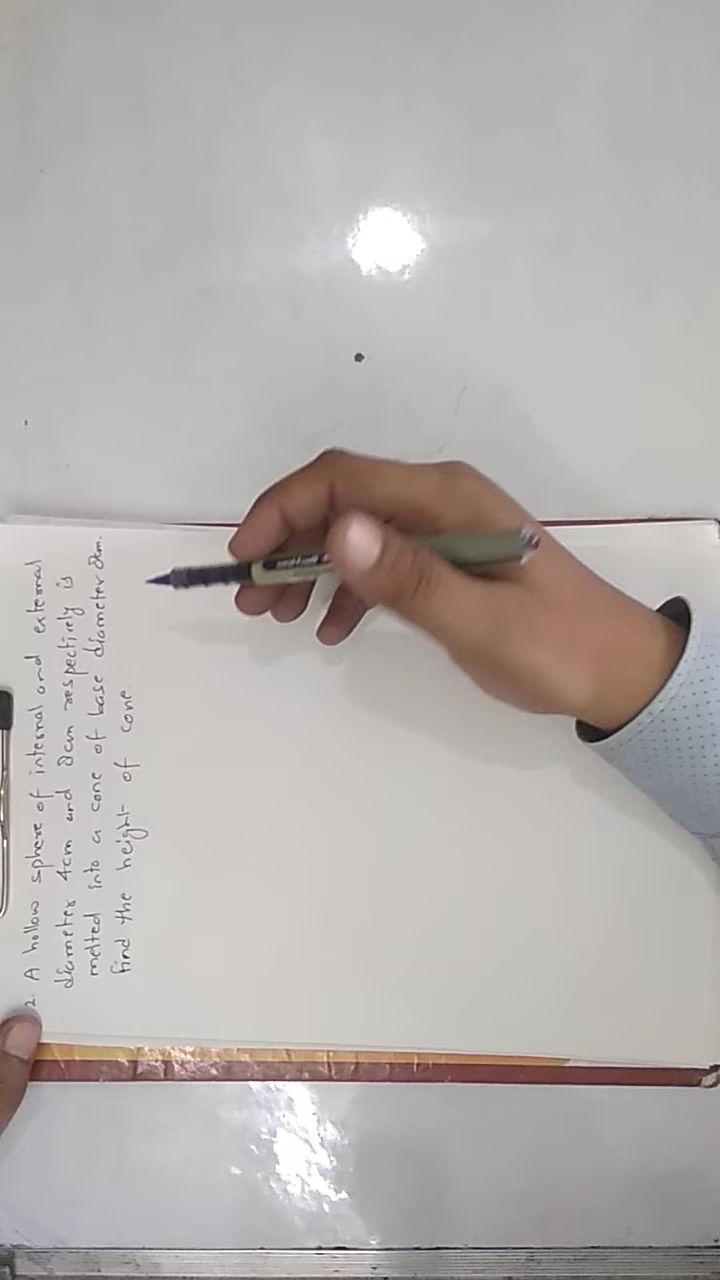 2. A hollow sphere of internal and external
diameter 4cm and 8cm respectively is
melted into a cone of base diameter 8cm.
find the height of cone.